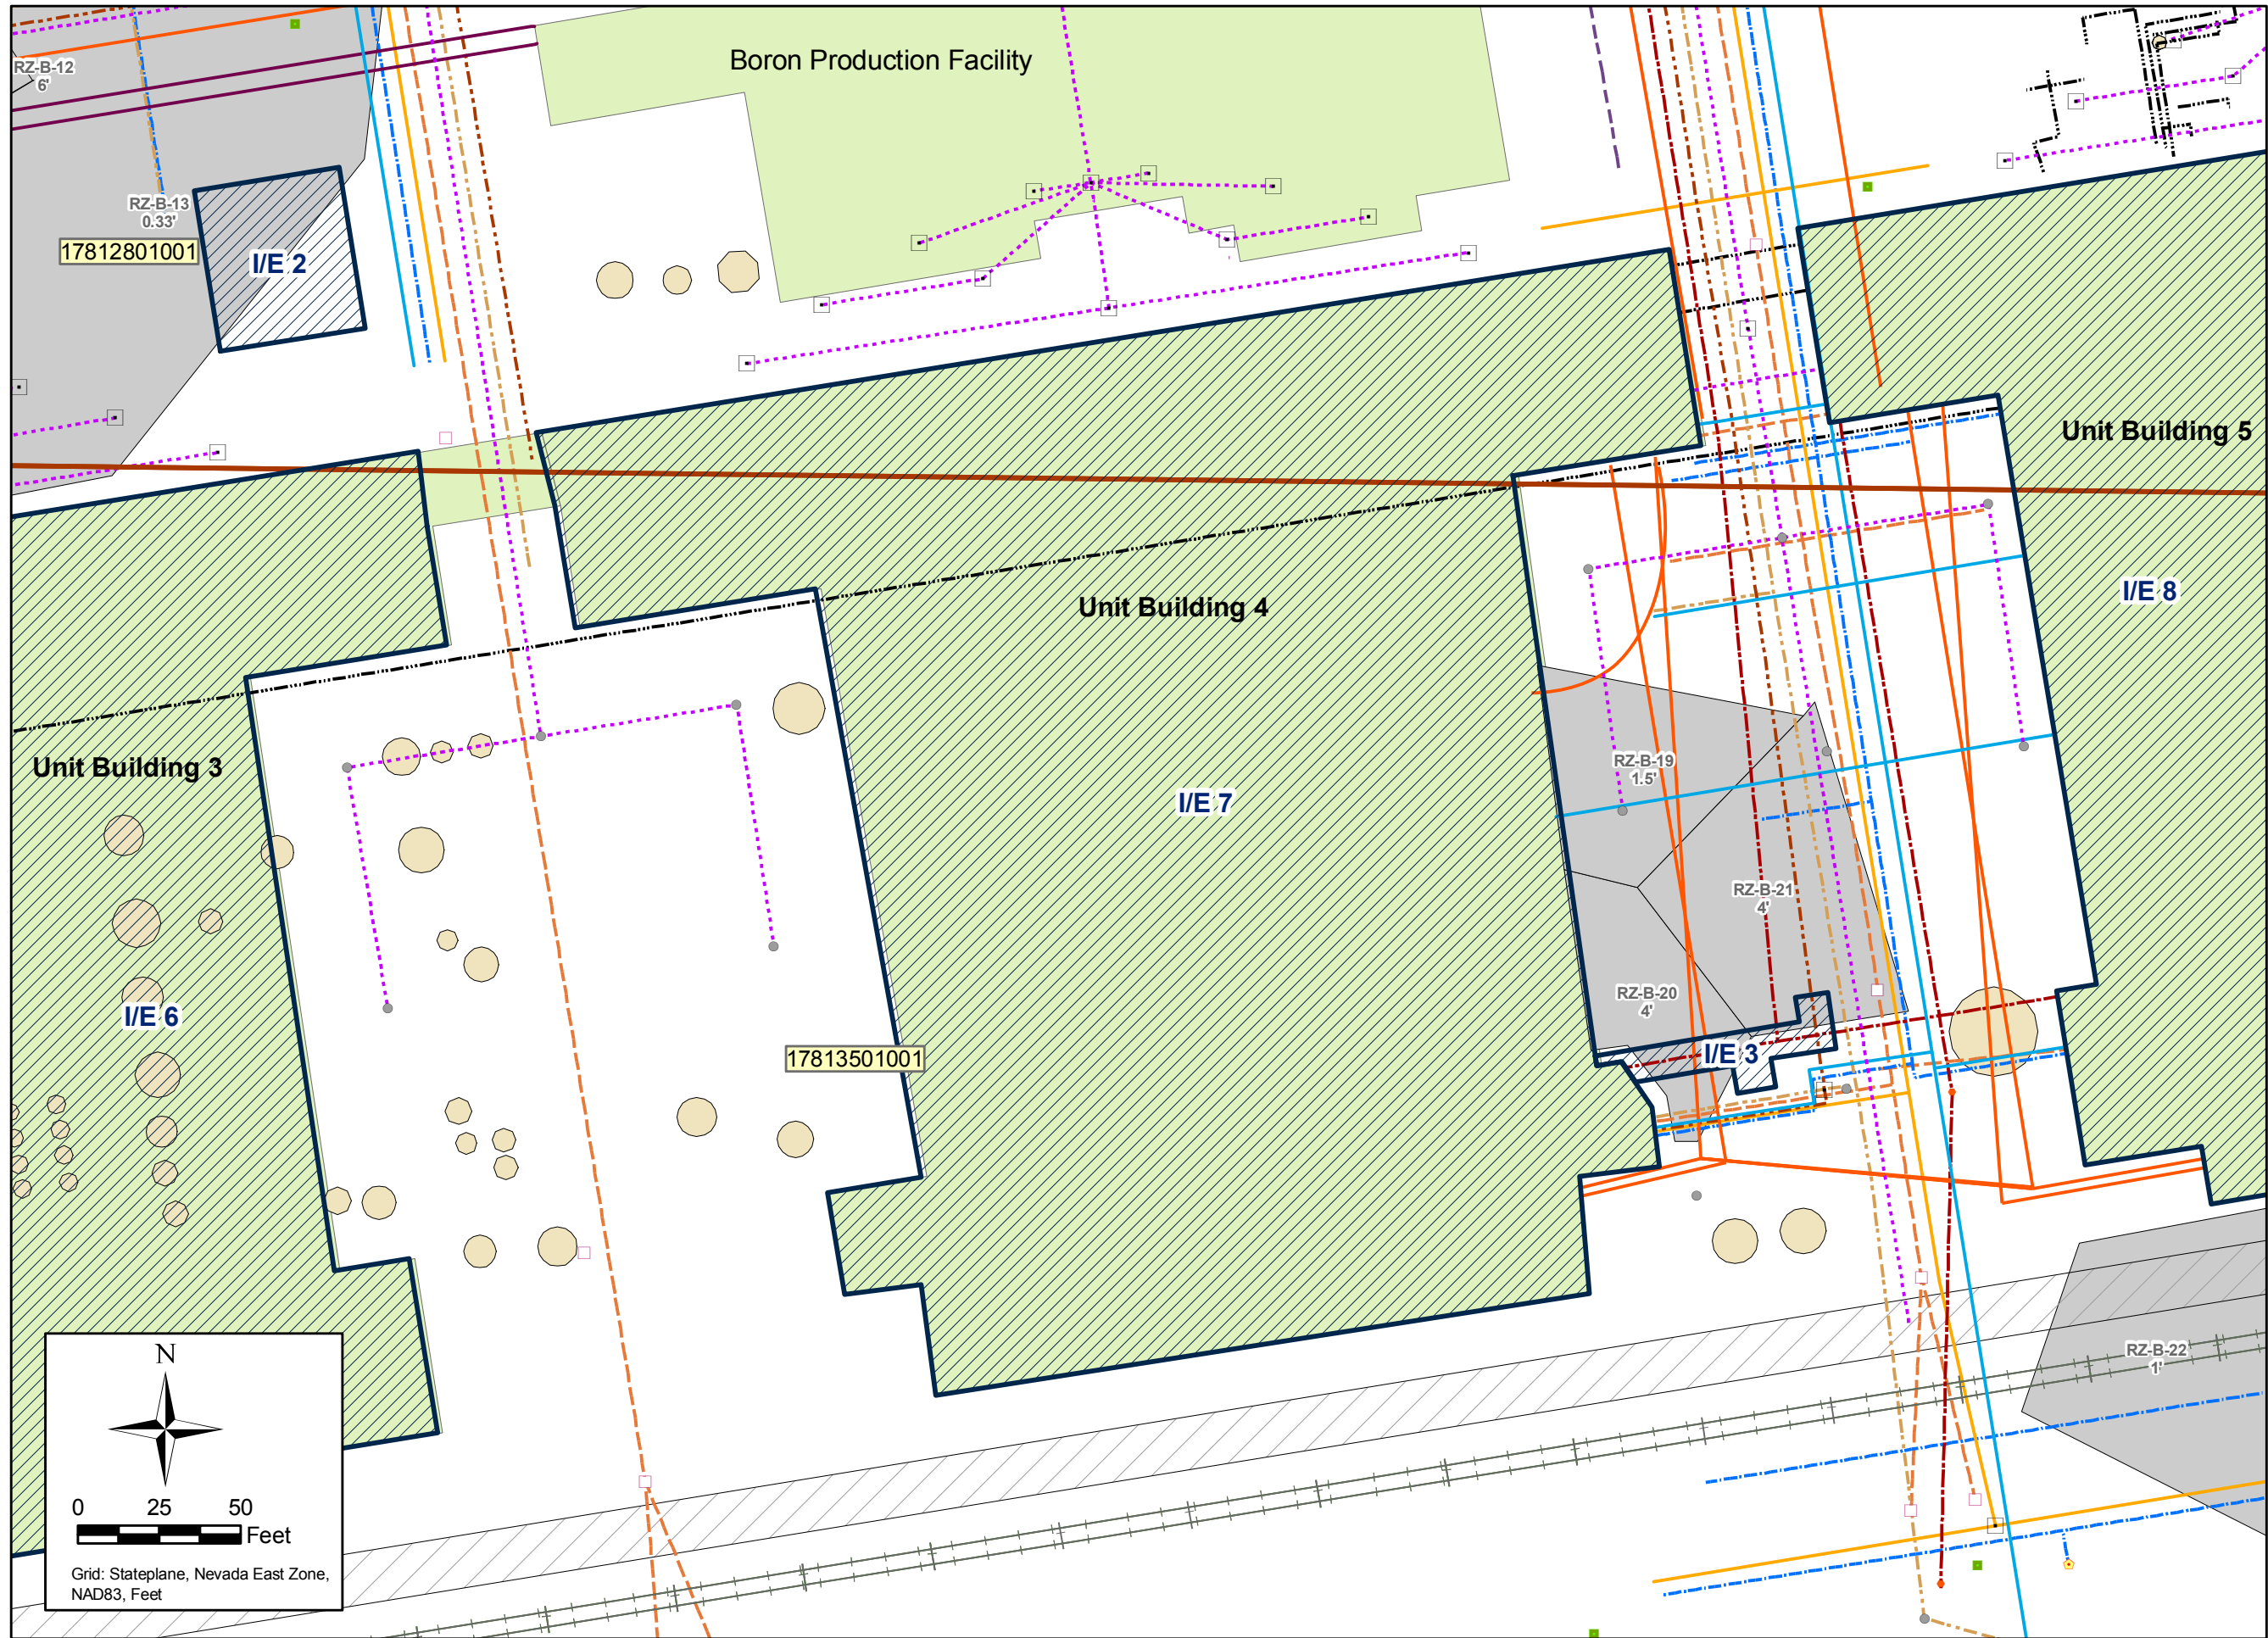 Boron Production Facility
RZ-B-12
6'
RZ-B-13
0.33'
17812801001
I/E 2
Unit Building 5
I/E 8
Unit Building 4
Unit Building 3
RZ-B-19
1.5'
I/E 7
RZ-B-21
4'
RZ-B-20
4'
I/E 6
17813501001
I/E 3
RZ-B-22
1'
N
0 25 50
Feet
Grid: Stateplane, Nevada East Zone,
NAD83, Feet